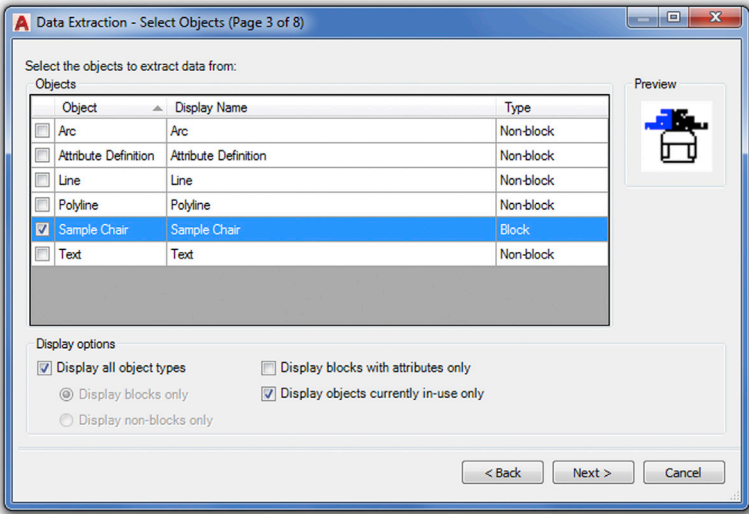 Data Extraction - Select Objects (Page 3 of 8)
Select the objects to extract data from:
Objects
Preview
Object Display Name Type
Arc Arc Non-block
Attribute Definition Attribute Definition Non-block
Line Line Non-block
Polyline Polyline Non-block
Sample Chair Sample Chair Block
Text Text Non-block
Display options
Display all object types Display blocks with attributes only
Display blocks only Display objects currently in-use only
Display non-blocks only
< Back Next > Cancel